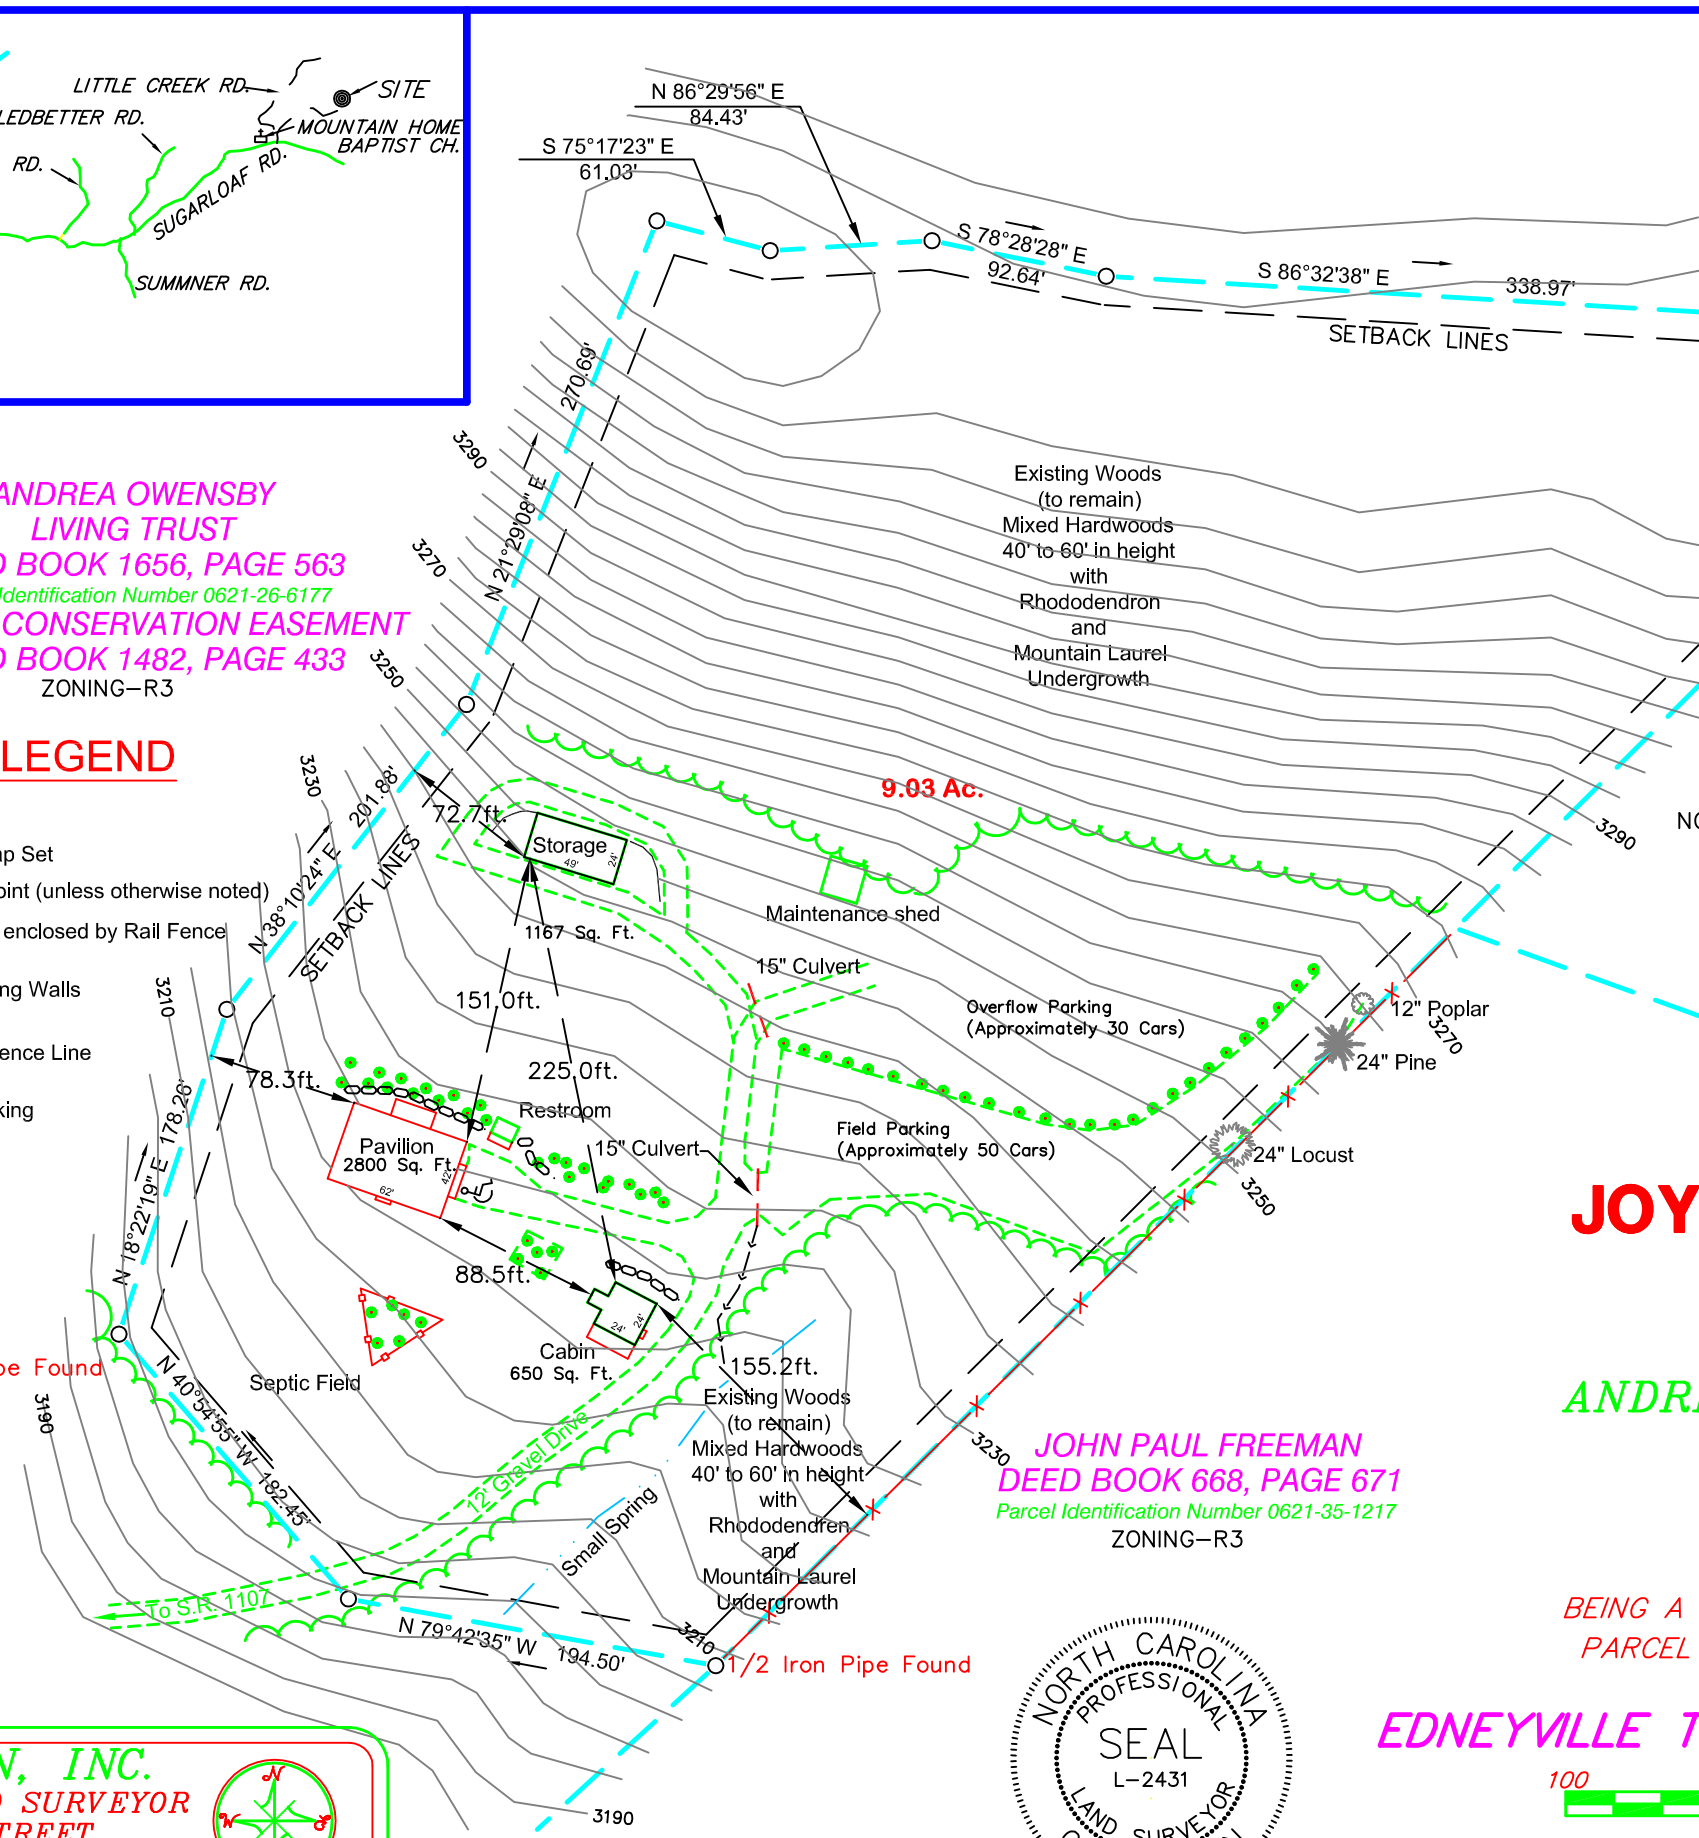 LITTLE CREEK RD.
SITE
LEDBETTER RD.
MOUNTAIN HOME
BAPTIST CH.
RD.
SUGARLOAF RD.
SUMMNER RD.
N 86°29'56" E
84.43'
S 75°17'23" E
61.03'
S 78°28'28" E
92.64'
S 86°32'38" E
338.97'
SETBACK LINES
270.69'
N 21°29'08" E
3290
3270
3250
3230
3210
3190
ANDREA OWENSBY
LIVING TRUST
D BOOK 1656, PAGE 563
Identification Number 0621-26-6177
CONSERVATION EASEMENT
D BOOK 1482, PAGE 433
ZONING-R3
LEGEND
p Set
oint (unless otherwise noted)
enclosed by Rail Fence
ng Walls
ence Line
king
Existing Woods
(to remain)
Mixed Hardwoods
40' to 60' in height
with
Rhododendron
and
Mountain Laurel
Undergrowth
9.03 Ac.
201.88'
N 38°10'24" E
SETBACK LINES
72.7ft.
Storage
49'
24'
1167 Sq. Ft.
Maintenance shed
15" Culvert
151.0ft.
225.0ft.
Overflow Parking
(Approximately 30 Cars)
12" Poplar
24" Pine
3290
3270
NO
78.3ft.
Restroom
Pavilion
2800 Sq. Ft.
62'
42'
15" Culvert
Field Parking
(Approximately 50 Cars)
24" Locust
3250
N 18°22'19" E 178.26'
88.5ft.
24'
24'
Cabin
650 Sq. Ft.
155.2ft.
Septic Field
pe Found
N 40°54'55" W 182.45'
12' Gravel Drive
Small Spring
Existing Woods
(to remain)
Mixed Hardwoods
40' to 60' in height
with
Rhododendren
and
Mountain Laurel
Undergrowth
3230
JOHN PAUL FREEMAN
DEED BOOK 668, PAGE 671
Parcel Identification Number 0621-35-1217
ZONING-R3
To S.R. 1107
N 79°42'35" W 194.50'
3210
1/2 Iron Pipe Found
3190
JOY
ANDR
BEING A
PARCEL
EDNEYVILLE T
100
NORTH CAROLINA
PROFESSIONAL
SEAL
L-2431
LAND SURVEYOR
N, INC.
SURVEYOR
TREET
N
W